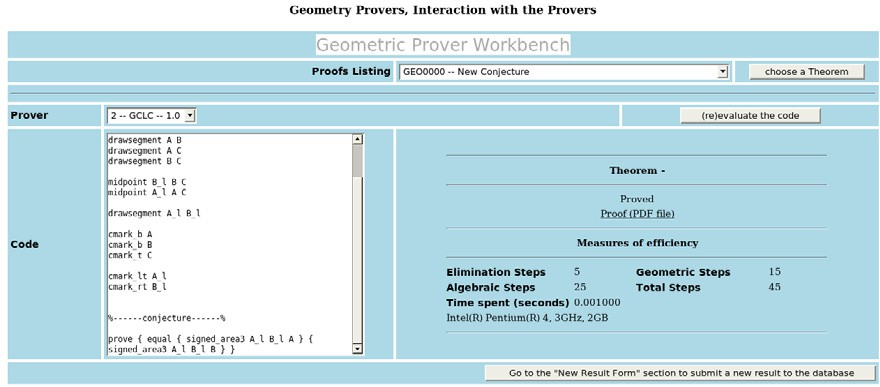 Geometry Provers, Interaction with the Provers
Geometric Prover Workbench
Proofs Listing GEO0000 -- New Conjecture choose a Theorem
Prover 2 -- GCLC -- 1.0 (re)evaluate the code
Code
drawsegment A B
drawsegment A C
drawsegment B C
midpoint B_l B C
midpoint A_l A C
drawsegment A_l B_l
cmark_b A
cmark_b B
cmark_t C
cmark_lt A_l
cmark_rt B_l
%------conjecture------%
prove { equal { signed_area3 A_l B_l A } {
signed_area3 A_l B_l B } }
Theorem -
Proved
Proof (PDF file)
Measures of efficiency
Elimination Steps 5 Geometric Steps 15
Algebraic Steps 25 Total Steps 45
Time spent (seconds) 0.001000
Intel(R) Pentium(R) 4, 3GHz, 2GB
Go to the "New Result Form" section to submit a new result to the database